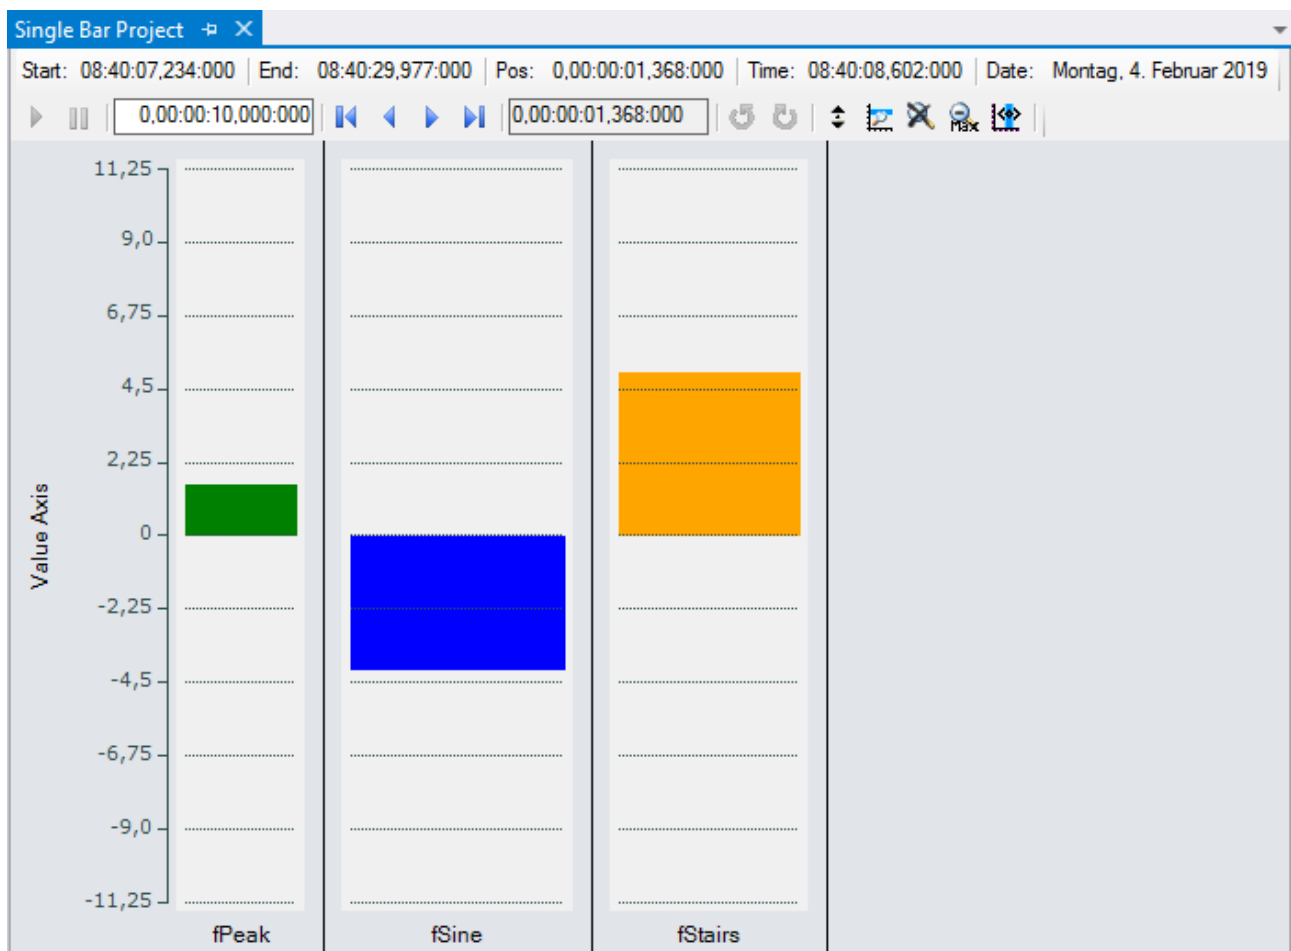 Single Bar Project
Start: 08:40:07,234:000 End: 08:40:29,977:000 Pos: 0,00:00:01,368:000 Time: 08:40:08,602:000 Date: Montag, 4. Februar 2019
0,00:00:10,000:000 0,00:00:01,368:000 Max
11,25
9,0
6,75
4,5
2,25
0
-2,25
-4,5
-6,75
-9,0
-11,25
Value Axis
fPeak fSine fStairs